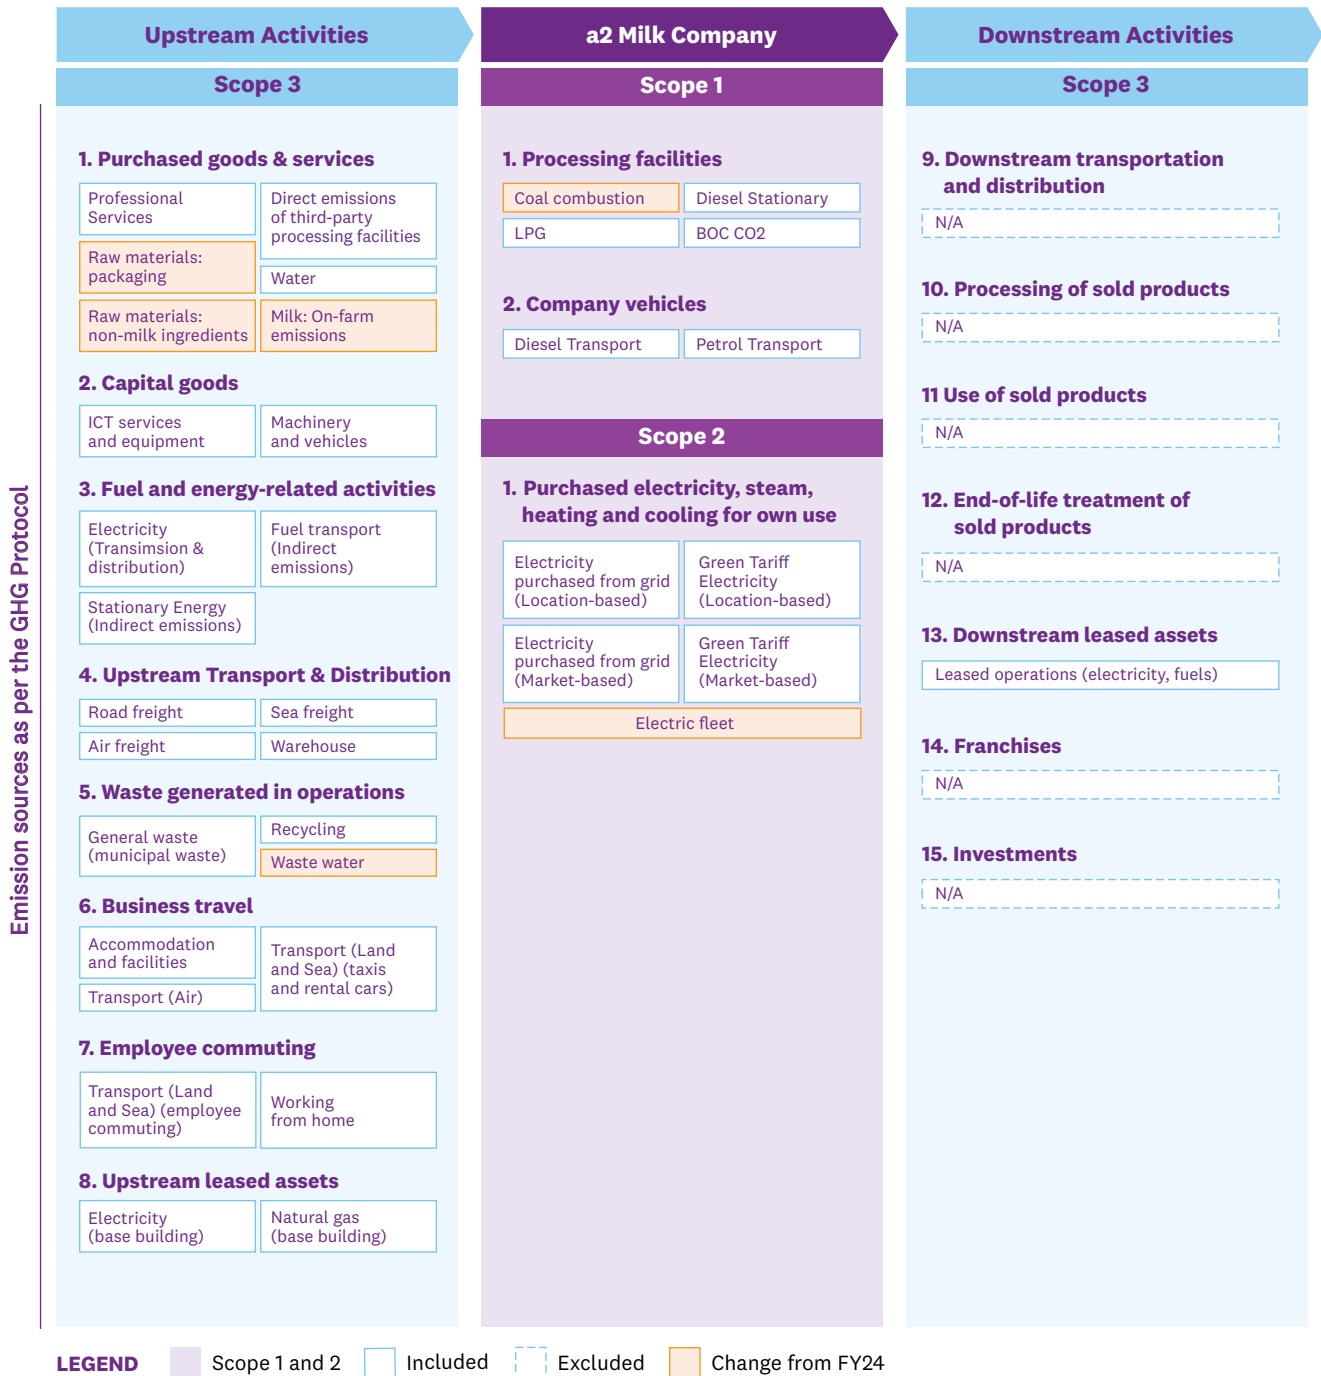 Upstream Activities
Scope 3
1. Purchased goods & services
Professional
Services
Direct emissions
of third-party
processing facilities
Raw materials:
packaging
Water
Raw materials:
non-milk ingredients
Milk: On-farm
emissions
2. Capital goods
ICT services
and equipment
Machinery
and vehicles
3. Fuel and energy-related activities
Electricity
(Transimsion &
distribution)
Fuel transport
(Indirect
emissions)
Stationary Energy
(Indirect emissions)
4. Upstream Transport & Distribution
Road freight
Sea freight
Air freight
Warehouse
5. Waste generated in operations
General waste
(municipal waste)
Recycling
Waste water
6. Business travel
Accommodation
and facilities
Transport (Land
and Sea) (taxis
and rental cars)
Transport (Air)
7. Employee commuting
Transport (Land
and Sea) (employee
commuting)
Working
from home
8. Upstream leased assets
Electricity
(base building)
Natural gas
(base building)
a2 Milk Company
Scope 1
1. Processing facilities
Coal combustion
Diesel Stationary
LPG
BOC CO2
2. Company vehicles
Diesel Transport
Petrol Transport
Scope 2
1. Purchased electricity, steam,
heating and cooling for own use
Electricity
purchased from grid
(Location-based)
Green Tariff
Electricity
(Location-based)
Electricity
purchased from grid
(Market-based)
Green Tariff
Electricity
(Market-based)
Electric fleet
Downstream Activities
Scope 3
9. Downstream transportation
and distribution
N/A
10. Processing of sold products
N/A
11 Use of sold products
N/A
12. End-of-life treatment of
sold products
N/A
13. Downstream leased assets
Leased operations (electricity, fuels)
14. Franchises
N/A
15. Investments
N/A
Emission sources as per the GHG Protocol
LEGEND
Scope 1 and 2
Included
Excluded
Change from FY24